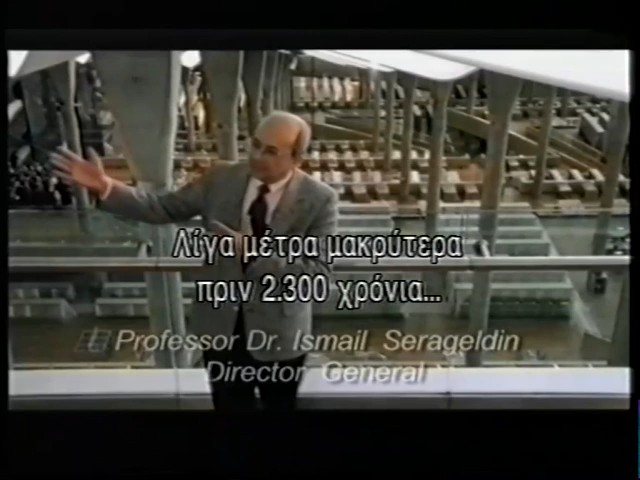 Λίγα μέτρα μακρύτερα
πριν 2.300 χρόνια...
Professor Dr. Ismail Serageldin
Director General